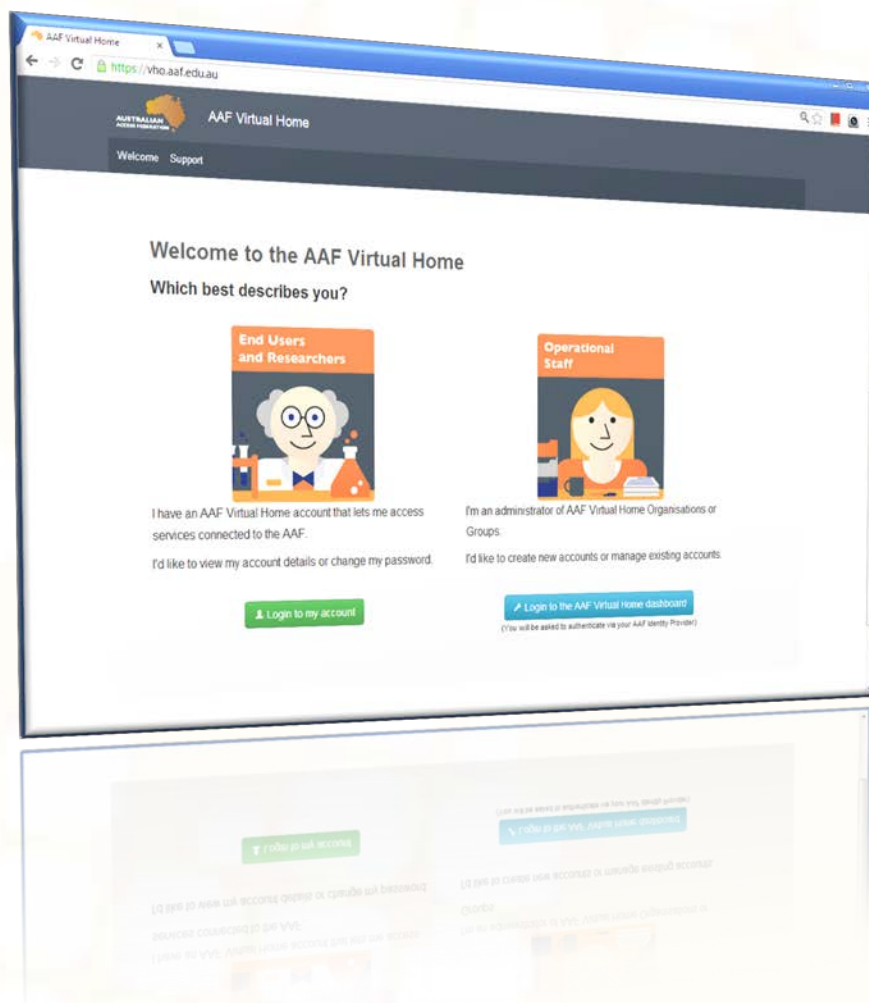 AAF Virtual Home
https://vho.aaf.edu.au
AUSTRALIAN
ACCESS FEDERATION
AAF Virtual Home
Welcome Support
Welcome to the AAF Virtual Home
Which best describes you?
End Users
and Researchers
I have an AAF Virtual Home account that lets me access
services connected to the AAF.
I'd like to view my account details or change my password.
Login to my account
Operational
Staff
I'm an administrator of AAF Virtual Home Organisations or
Groups.
I'd like to create new accounts or manage existing accounts.
Login to the AAF Virtual Home dashboard
(You will be asked to authenticate via your AAF Identity Provider)